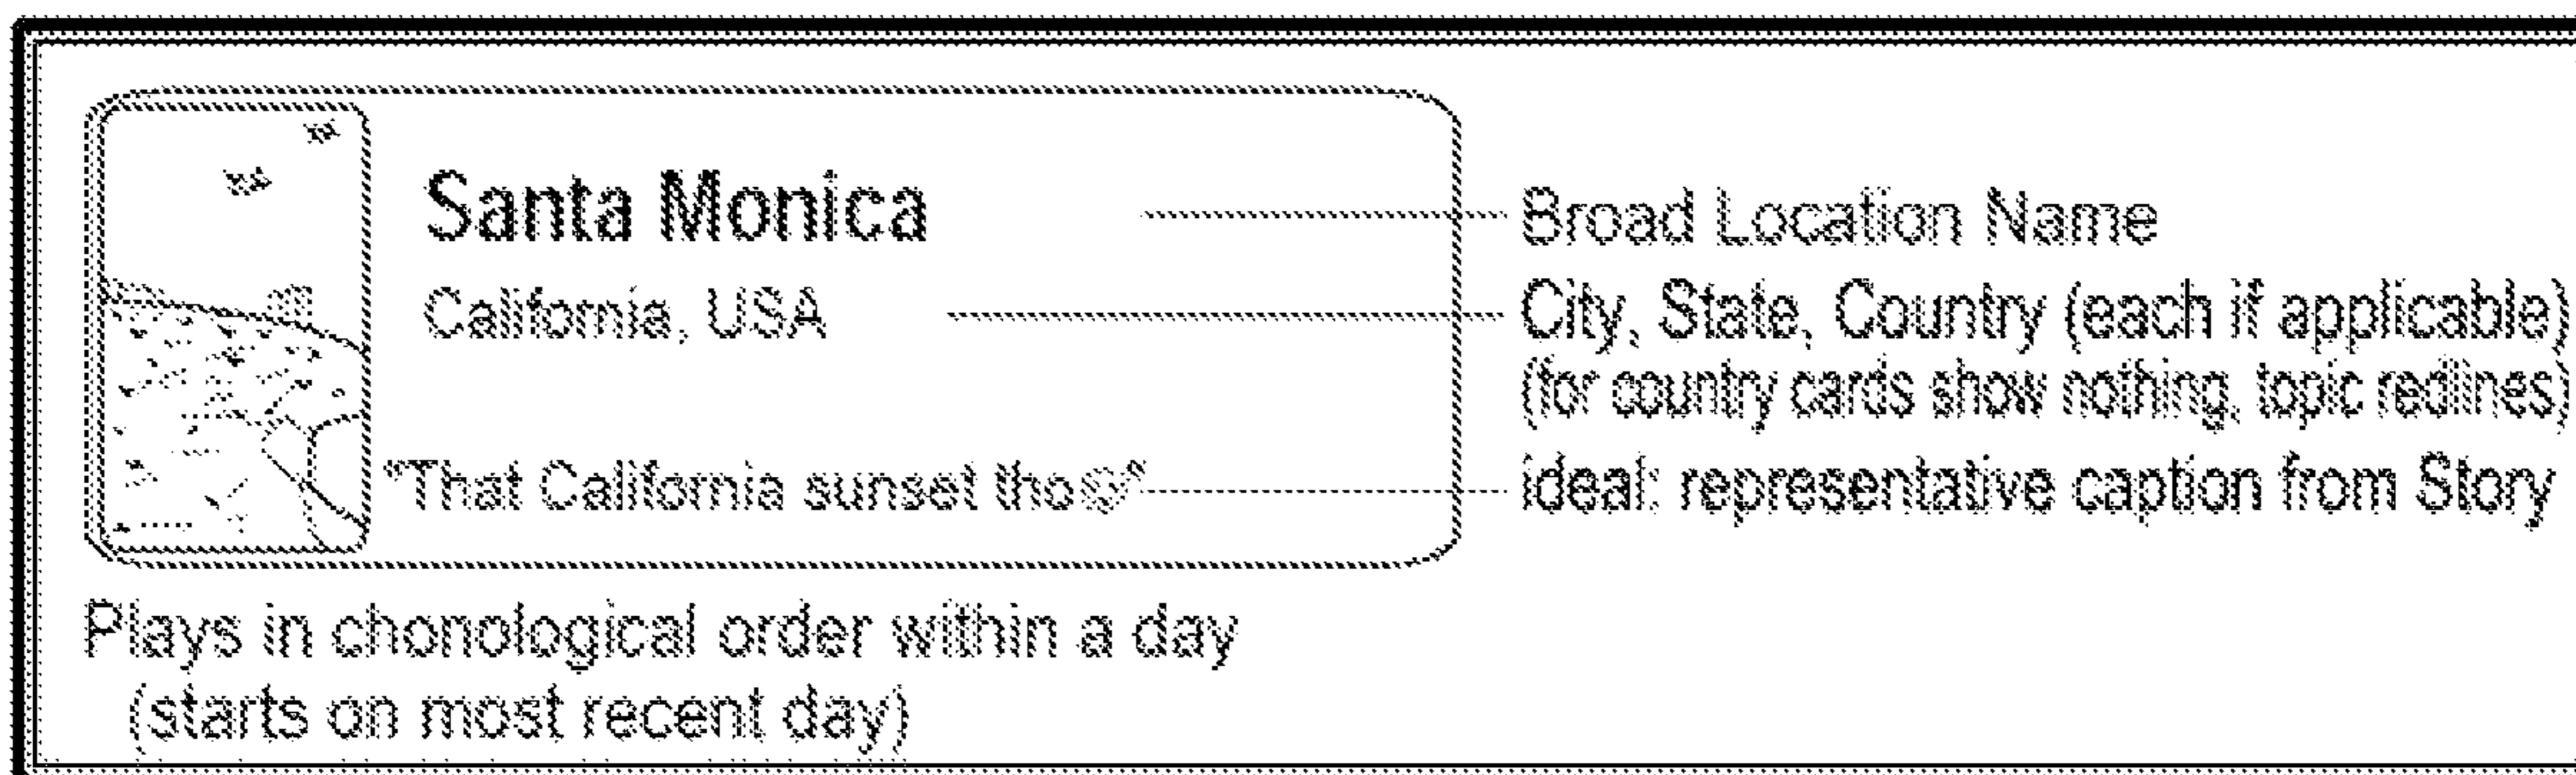 Santa Monica
Broad Location Name
California, USA
City, State, Country (each if applicable)
(for country cards show nothing, topic redlines)
"That California sunset tho☺"
ideal: representative caption from Story
Plays in chonological order within a day
(starts on most recent day)